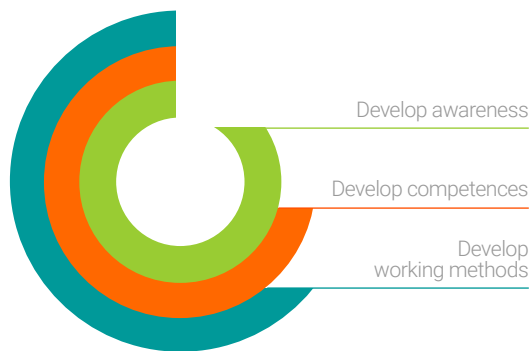 Develop awareness
Develop competences
Develop
working methods